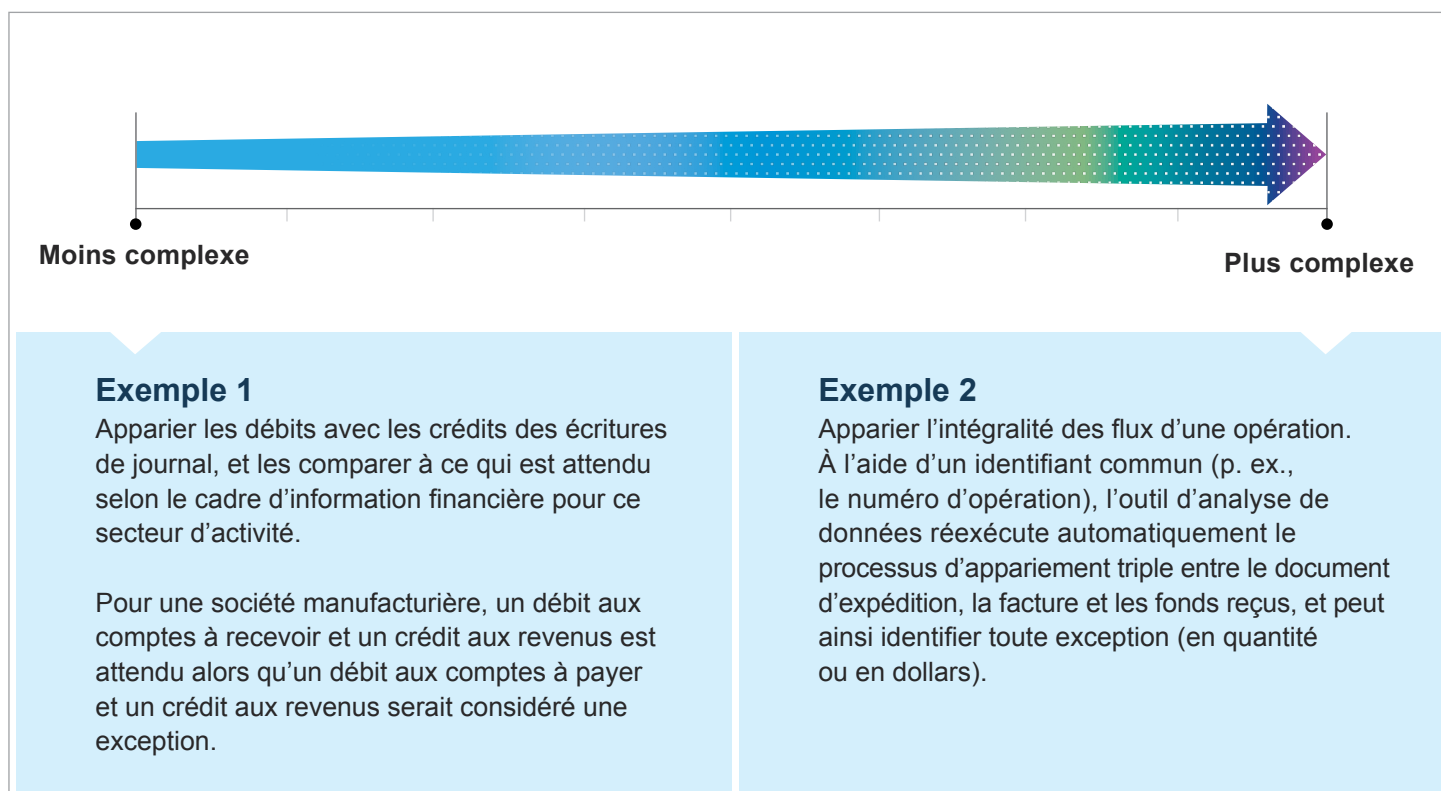 Moins complexe
Plus complexe
Exemple 1
Apparier les débits avec les crédits des écritures
de journal, et les comparer à ce qui est attendu
selon le cadre d’information financière pour ce
secteur d’activité.
Pour une société manufacturière, un débit aux
comptes à recevoir et un crédit aux revenus est
attendu alors qu’un débit aux comptes à payer
et un crédit aux revenus serait considéré une
exception.
Exemple 2
Apparier l’intégralité des flux d’une opération.
À l’aide d’un identifiant commun (p. ex.,
le numéro d’opération), l’outil d’analyse de
données réexécute automatiquement le
processus d’appariement triple entre le document
d’expédition, la facture et les fonds reçus, et peut
ainsi identifier toute exception (en quantité
ou en dollars).